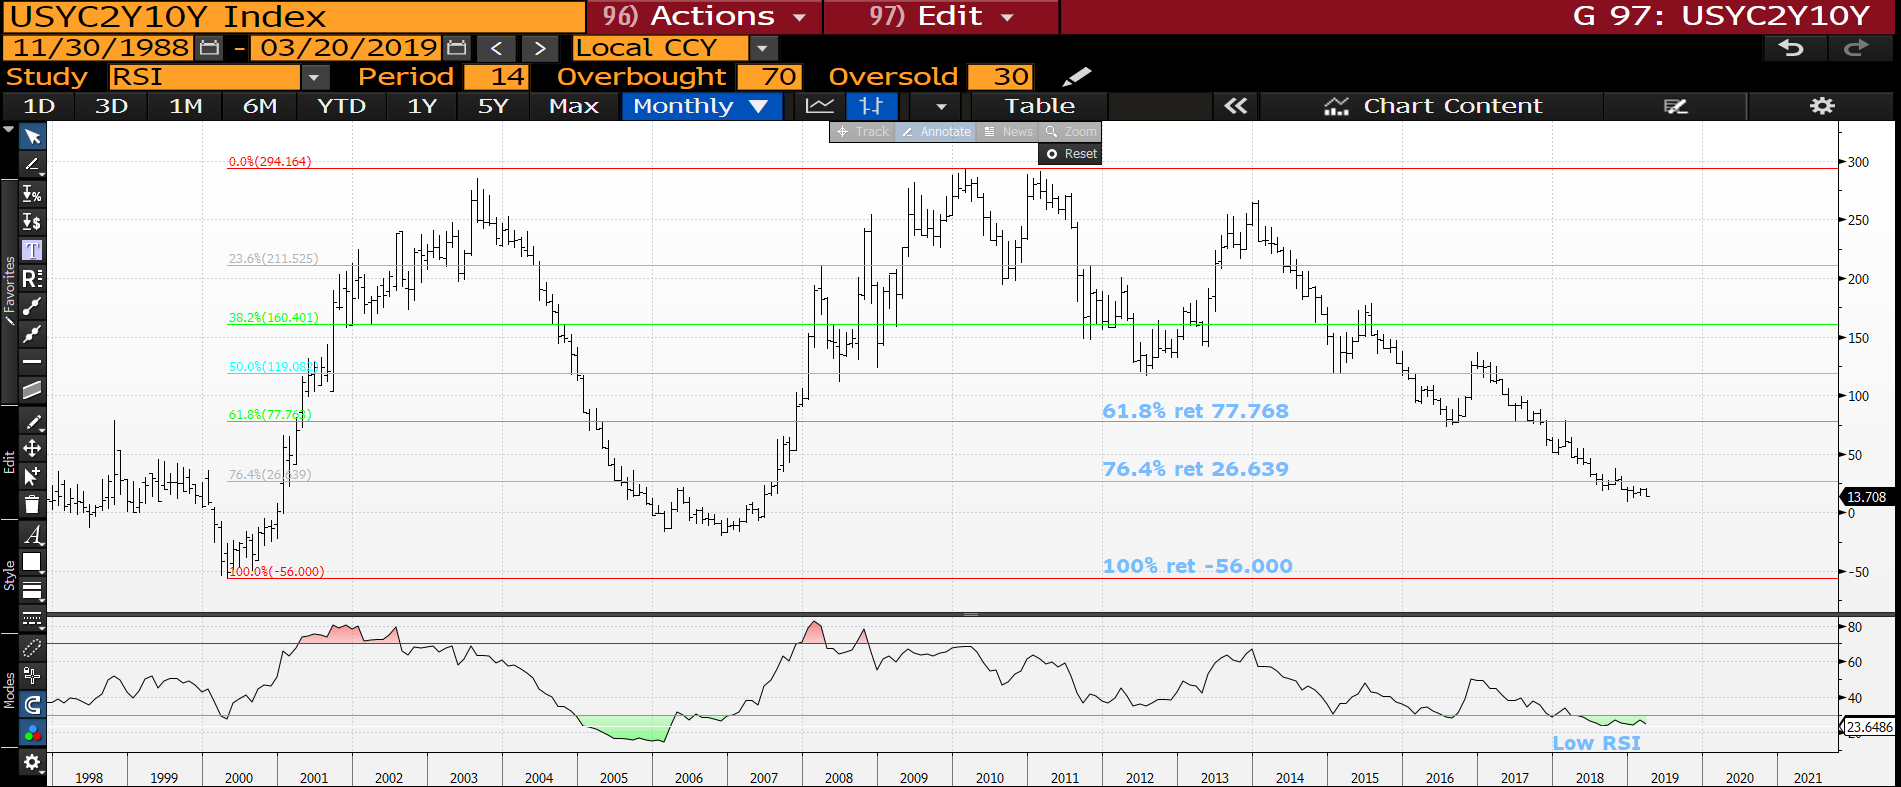 USYC2Y10Y Index 96) Actions 97) Edit G 97: USYC2Y10Y
11/30/1988 - 03/20/2019 < > Local CCY
Study RSI Period 14 Overbought 70 Oversold 30
1D 3D 1M 6M YTD 1Y 5Y Max Monthly ▼ Table « Chart Content
Track Annotate News Zoom
Reset
0.0%(294.164)
23.6%(211.525)
38.2%(160.401)
50.0%(119.082)
61.8%(77.763)
76.4%(26.639)
100.0%(-56.000)
61.8% ret 77.768
76.4% ret 26.639
100% ret -56.000
300
250
200
150
100
50
13.708
0
-50
80
60
40
23.6486
20
Low RSI
1998 1999 2000 2001 2002 2003 2004 2005 2006 2007 2008 2009 2010 2011 2012 2013 2014 2015 2016 2017 2018 2019 2020 2021
Favorites
Edit
Style
Modes
%
$
T
R
A